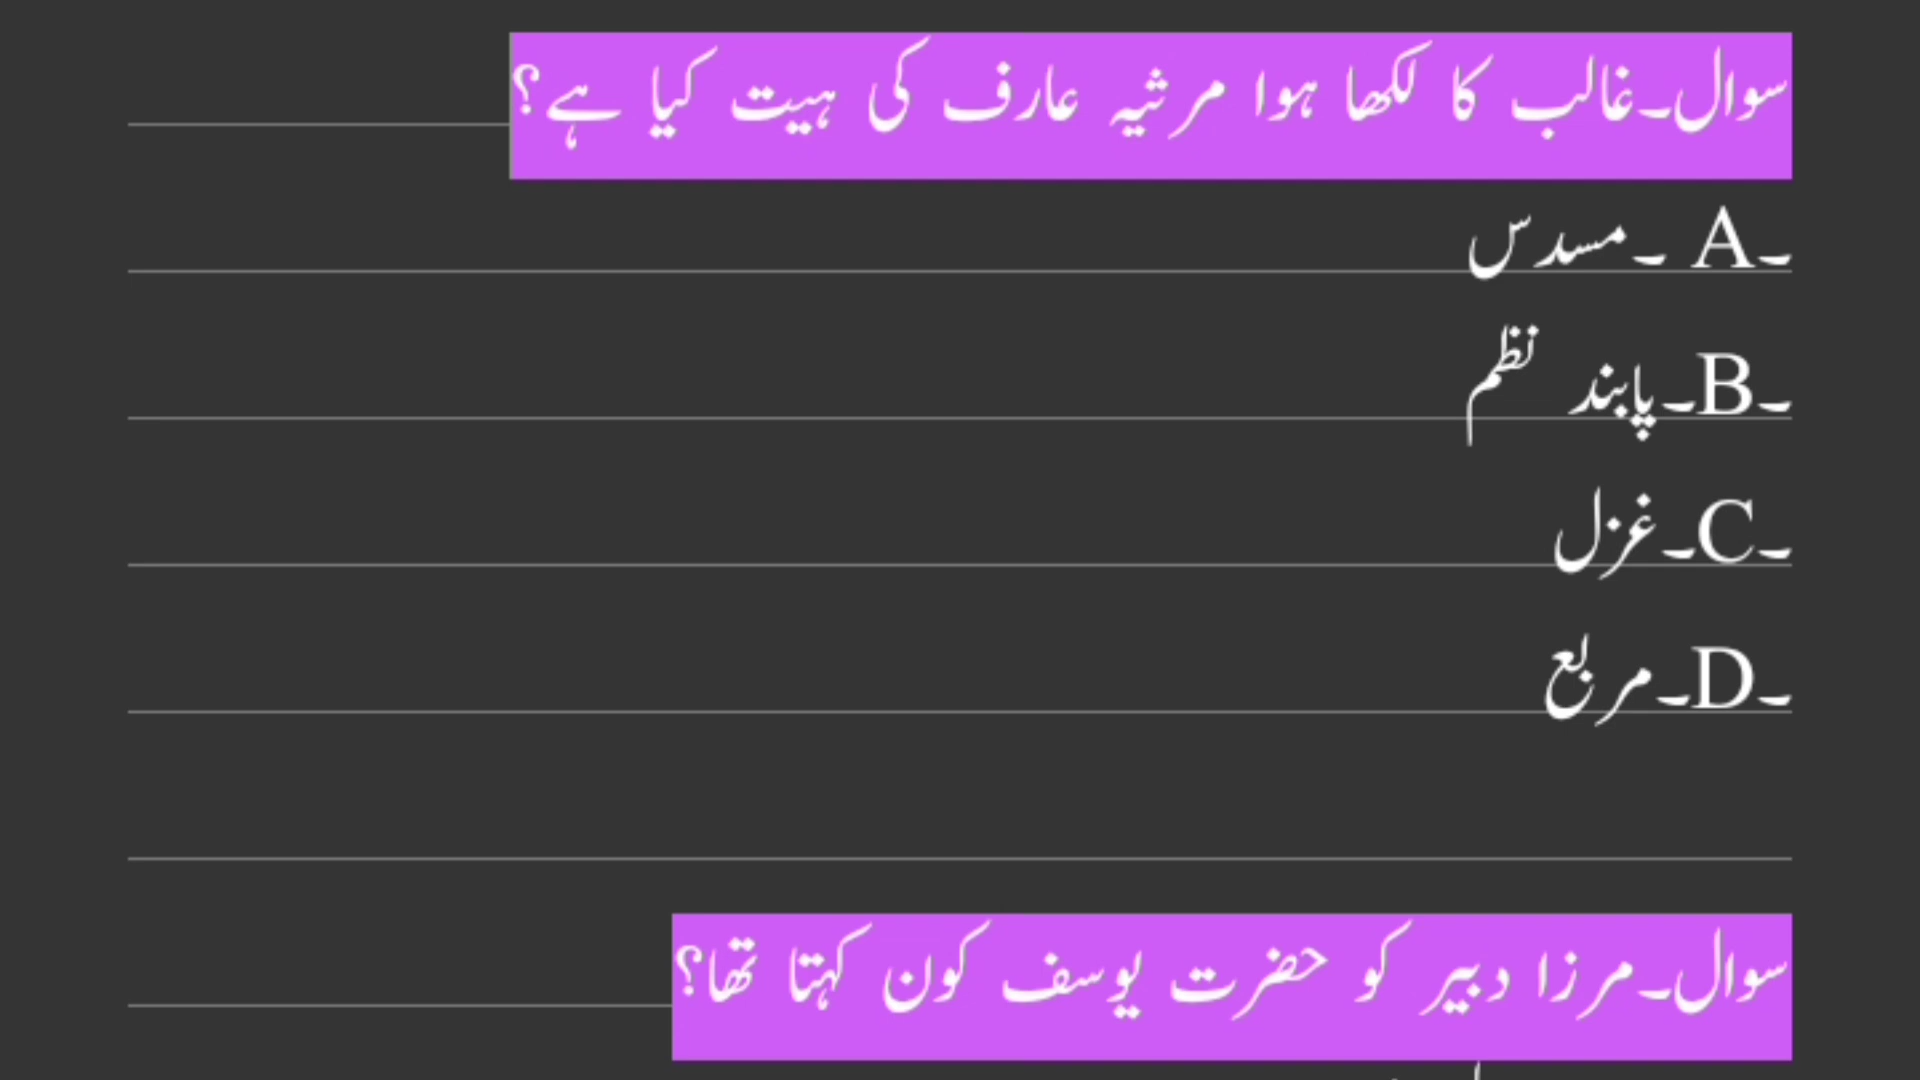 سوال۔غالب کا لکھا ہوا مرثیہ عارف کی ہیت کیا ہے؟
۔A ۔مسدس
۔B۔پابند نظم
۔C۔غزل
۔D۔مربع
سوال۔مرزا دبیر کو حضرت یوسف کون کہتا تھا؟